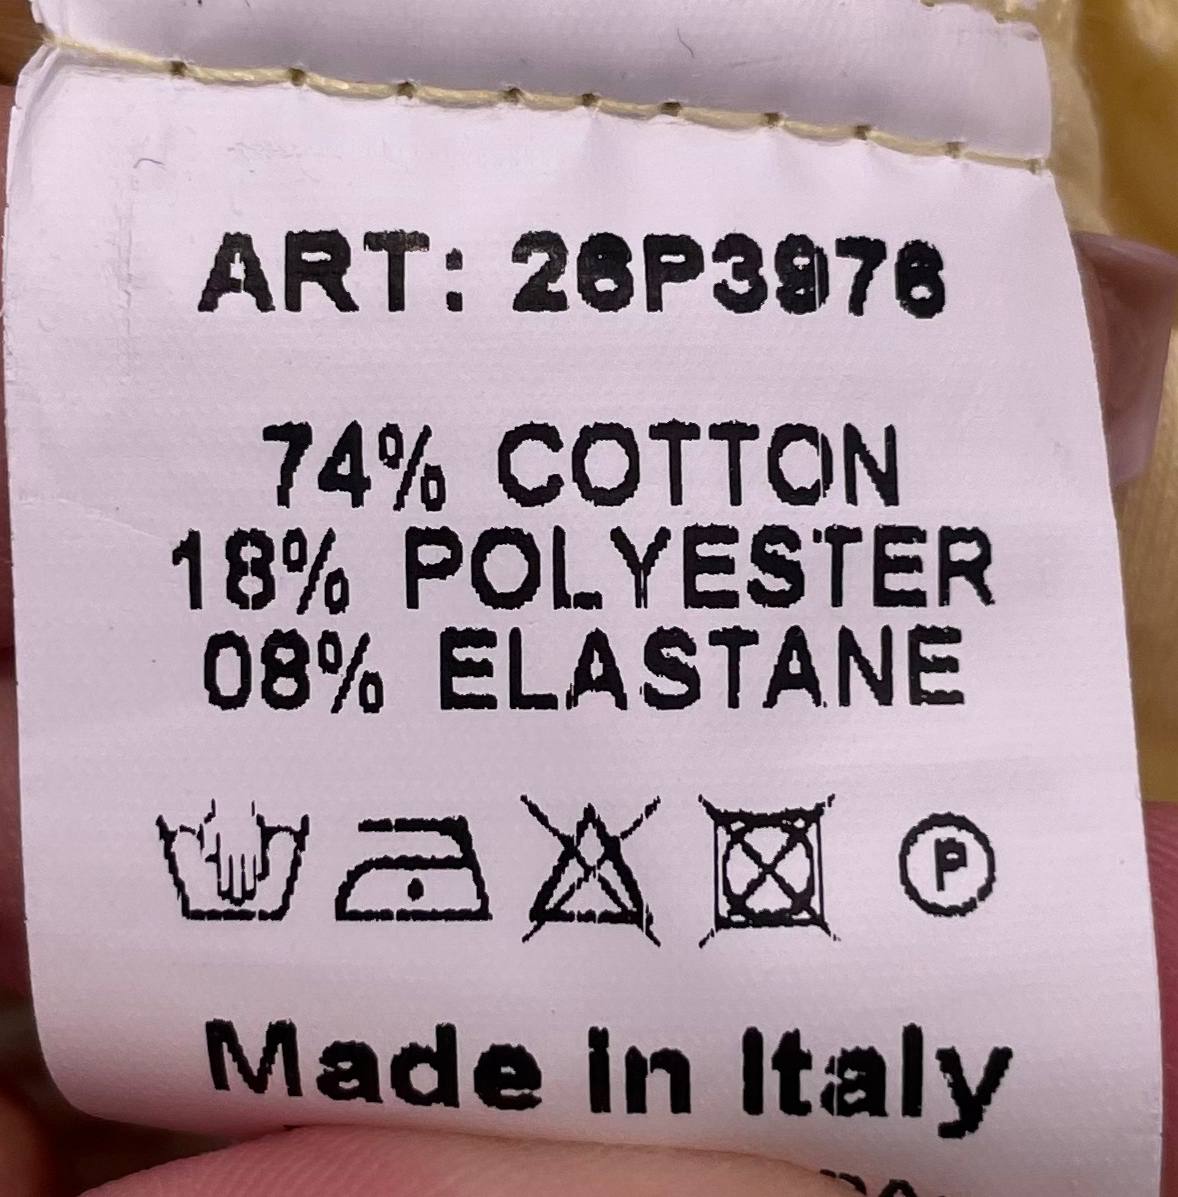 ART: 26P3976
74% COTTON
18% POLYESTER
08% ELASTANE
P
Made in Italy